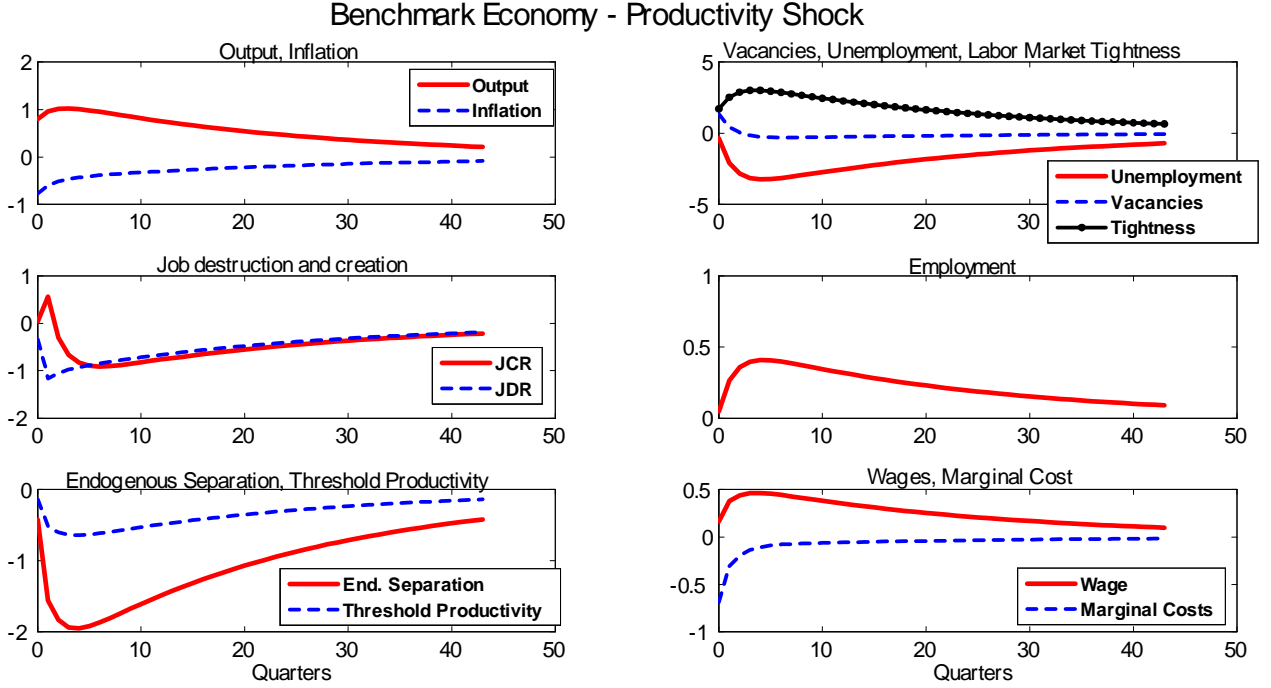 Benchmark Economy - Productivity Shock
Output, Inflation
2
1
0
-1
0 10 20 30 40 50
Output
Inflation
Vacancies, Unemployment, Labor Market Tightness
5
0
-5
0 10 20 30 40 50
Unemployment
Vacancies
Tightness
Job destruction and creation
1
0
-1
-2
0 10 20 30 40 50
JCR
JDR
Employment
1
0.5
0
0 10 20 30 40 50
Endogenous Separation, Threshold Productivity
0
-1
-2
0 10 20 30 40 50
End. Separation
Threshold Productivity
Quarters
Wages, Marginal Cost
0.5
0
-0.5
-1
0 10 20 30 40 50
Wage
Marginal Costs
Quarters